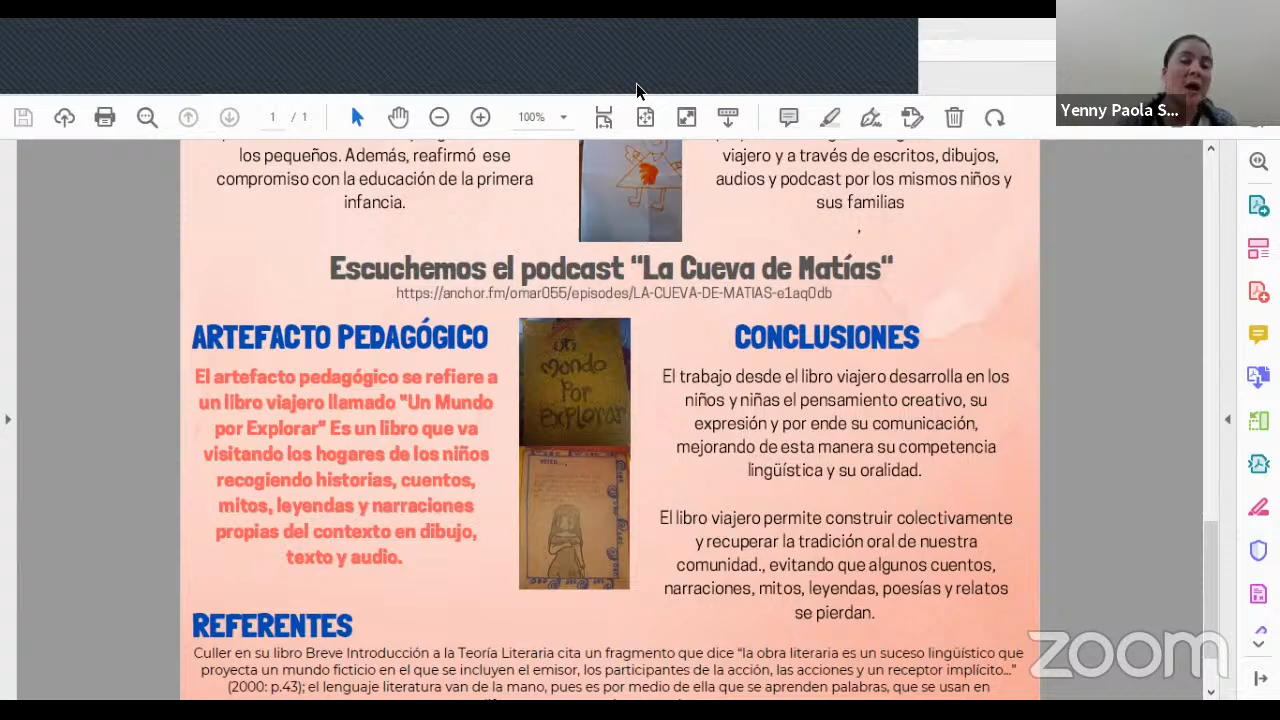 Yenny Paola S...
1 / 1
100%
los pequeños. Además, reafirmó ese
compromiso con la educación de la primera
infancia.
viajero y a través de escritos, dibujos,
audios y podcast por los mismos niños y
sus familias
,
Escuchemos el podcast "La Cueva de Matías"
https://anchor.fm/omar055/episodes/LA-CUEVA-DE-MATIAS-e1aq0db
ARTEFACTO PEDAGÓGICO
El artefacto pedagógico se refiere a
un libro viajero llamado "Un Mundo
por Explorar" Es un libro que va
visitando los hogares de los niños
recogiendo historias, cuentos,
mitos, leyendas y narraciones
propias del contexto en dibujo,
texto y audio.
un
mondo
Por
explorar
CONCLUSIONES
El trabajo desde el libro viajero desarrolla en los
niños y niñas el pensamiento creativo, su
expresión y por ende su comunicación,
mejorando de esta manera su competencia
lingüística y su oralidad.
El libro viajero permite construir colectivamente
y recuperar la tradición oral de nuestra
comunidad., evitando que algunos cuentos,
narraciones, mitos, leyendas, poesías y relatos
se pierdan.
REFERENTES
Culler en su libro Breve Introducción a la Teoría Literaria cita un fragmento que dice "la obra literaria es un suceso lingüístico que
proyecta un mundo ficticio en el que se incluyen el emisor, los participantes de la acción, las acciones y un receptor implícito..."
(2000: p.43); el lenguaje literatura van de la mano, pues es por medio de ella que se aprenden palabras, que se usan en
zoom